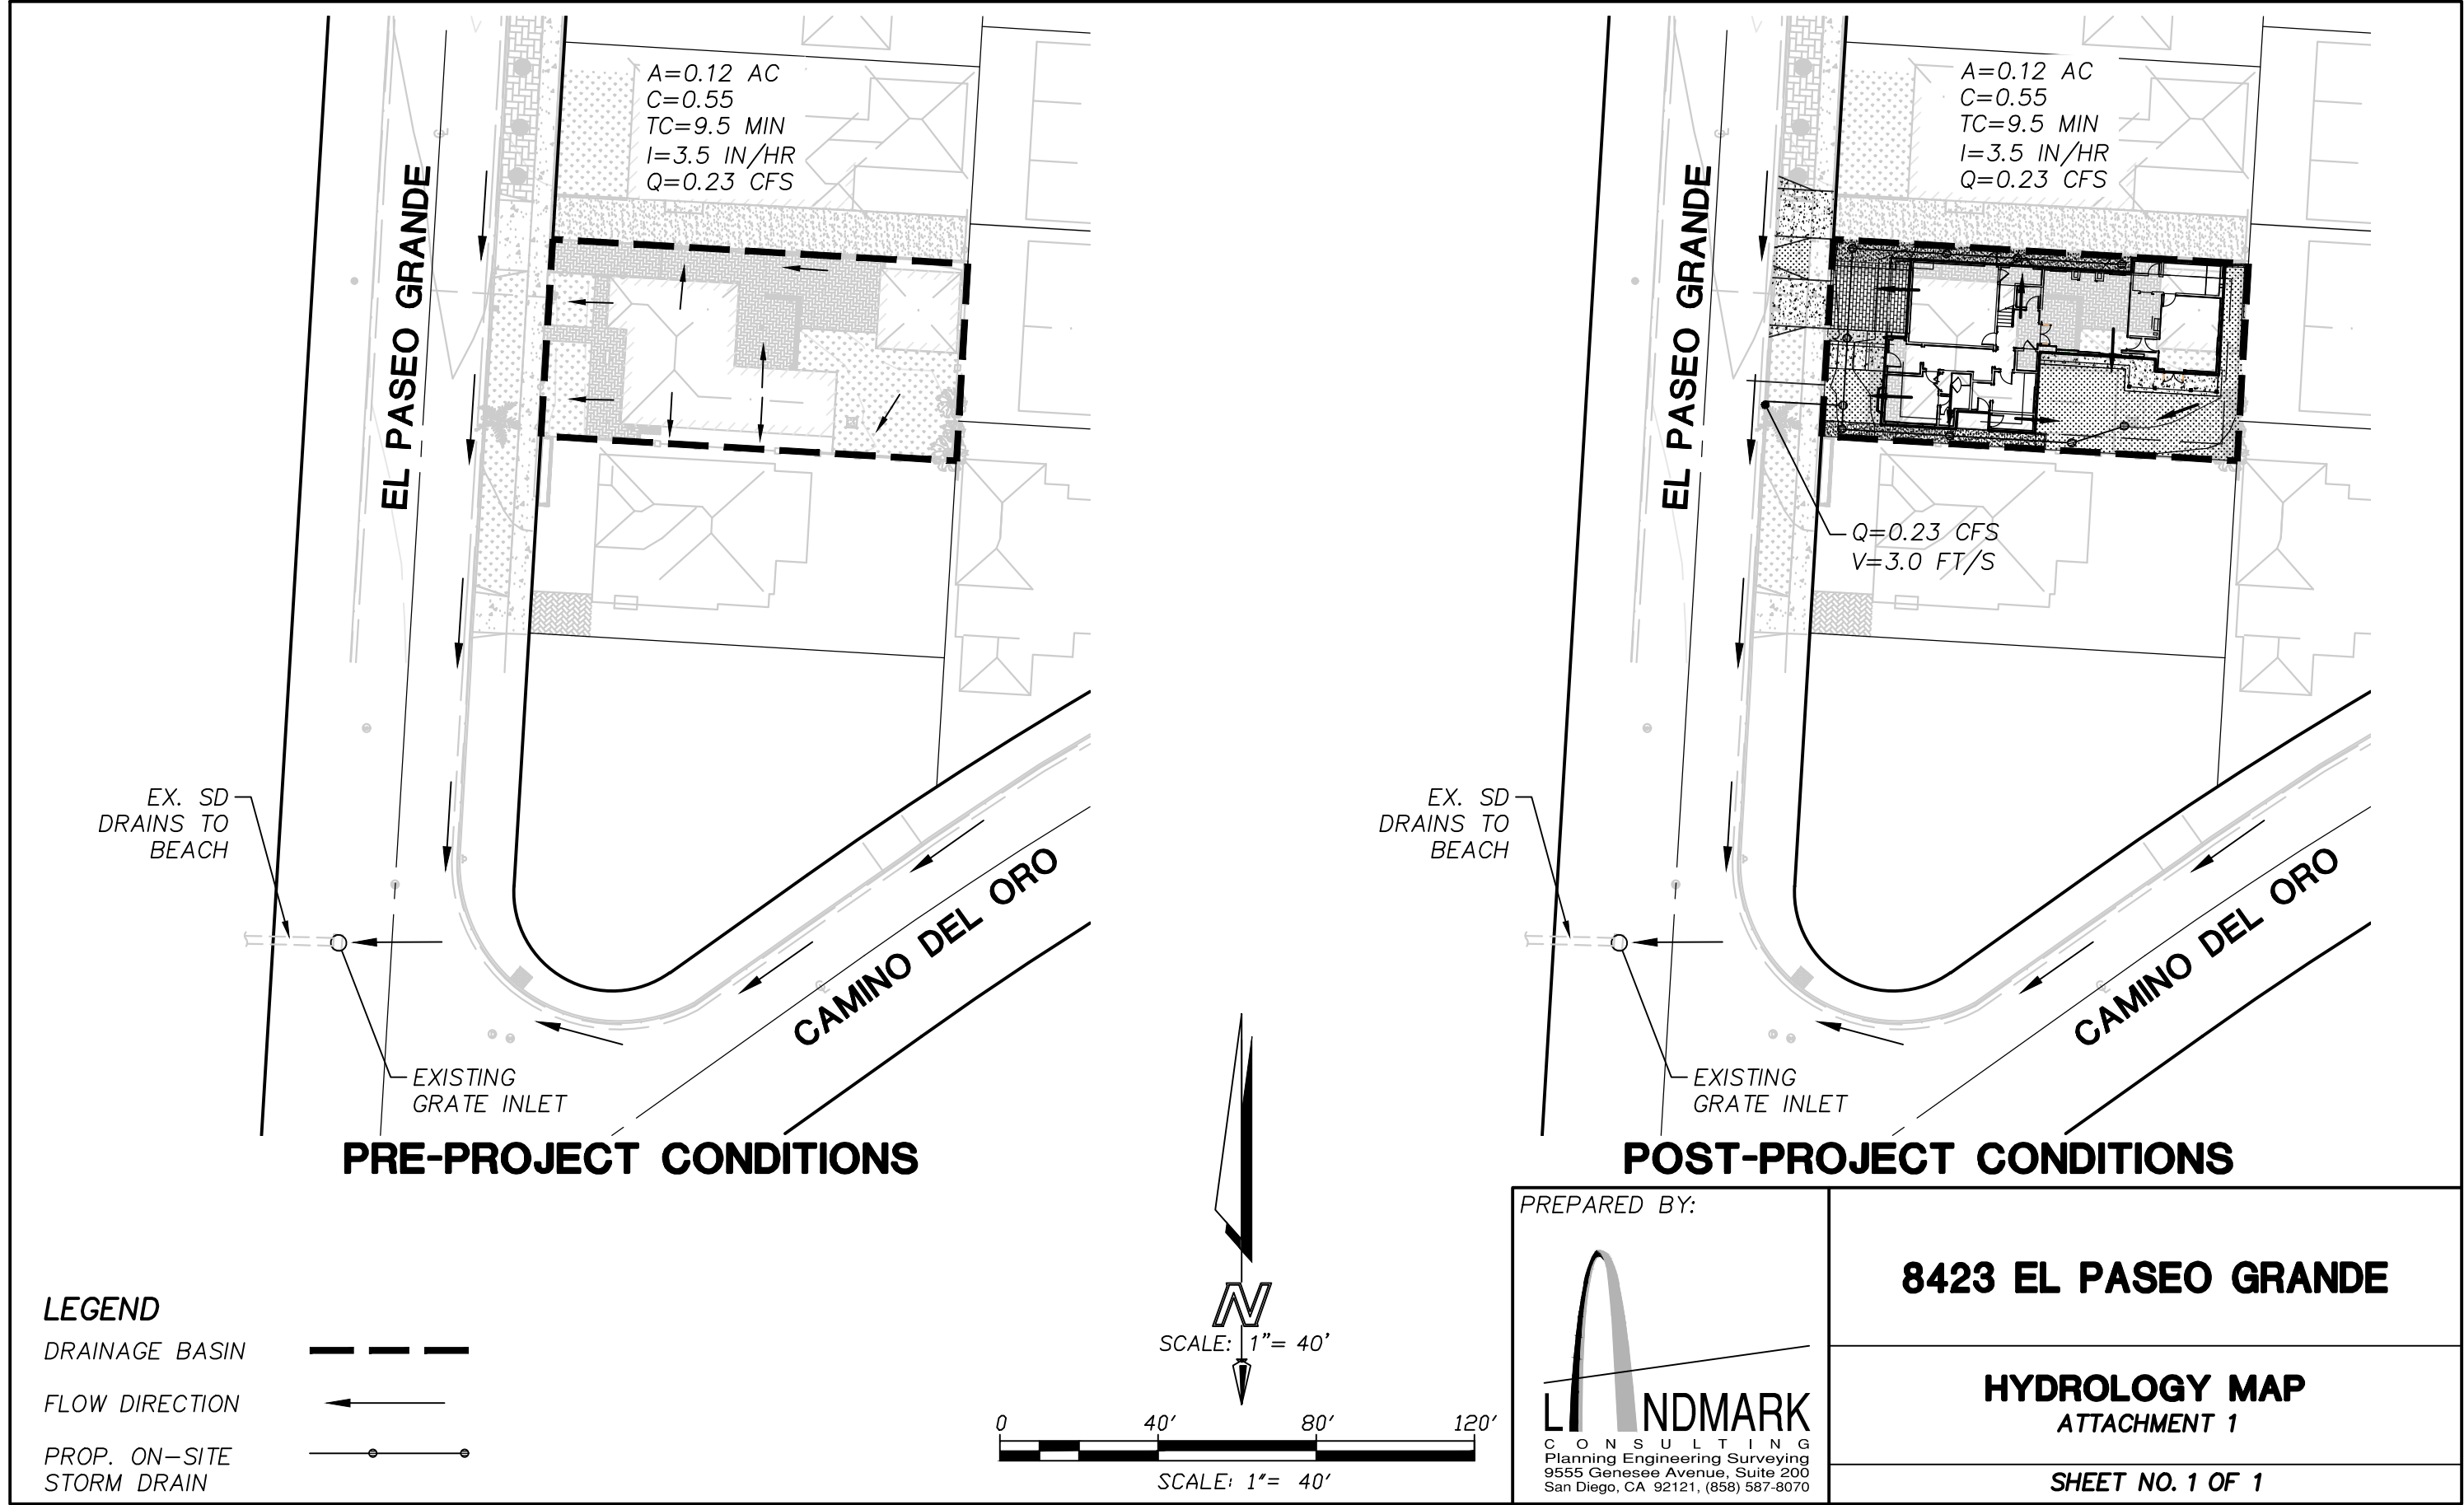 A=0.12 AC
C=0.55
TC=9.5 MIN
I=3.5 IN/HR
Q=0.23 CFS
EL PASEO GRANDE
EX. SD
DRAINS TO
BEACH
EXISTING
GRATE INLET
CAMINO DEL ORO
PRE-PROJECT CONDITIONS
A=0.12 AC
C=0.55
TC=9.5 MIN
I=3.5 IN/HR
Q=0.23 CFS
EL PASEO GRANDE
Q=0.23 CFS
V=3.0 FT/S
EX. SD
DRAINS TO
BEACH
EXISTING
GRATE INLET
CAMINO DEL ORO
POST-PROJECT CONDITIONS
LEGEND
DRAINAGE BASIN
FLOW DIRECTION
PROP. ON-SITE
STORM DRAIN
N
SCALE: 1"= 40'
0 40' 80' 120'
SCALE: 1"= 40'
PREPARED BY:
LANDMARK
CONSULTING
Planning Engineering Surveying
9555 Genesee Avenue, Suite 200
San Diego, CA 92121, (858) 587-8070
8423 EL PASEO GRANDE
HYDROLOGY MAP
ATTACHMENT 1
SHEET NO. 1 OF 1